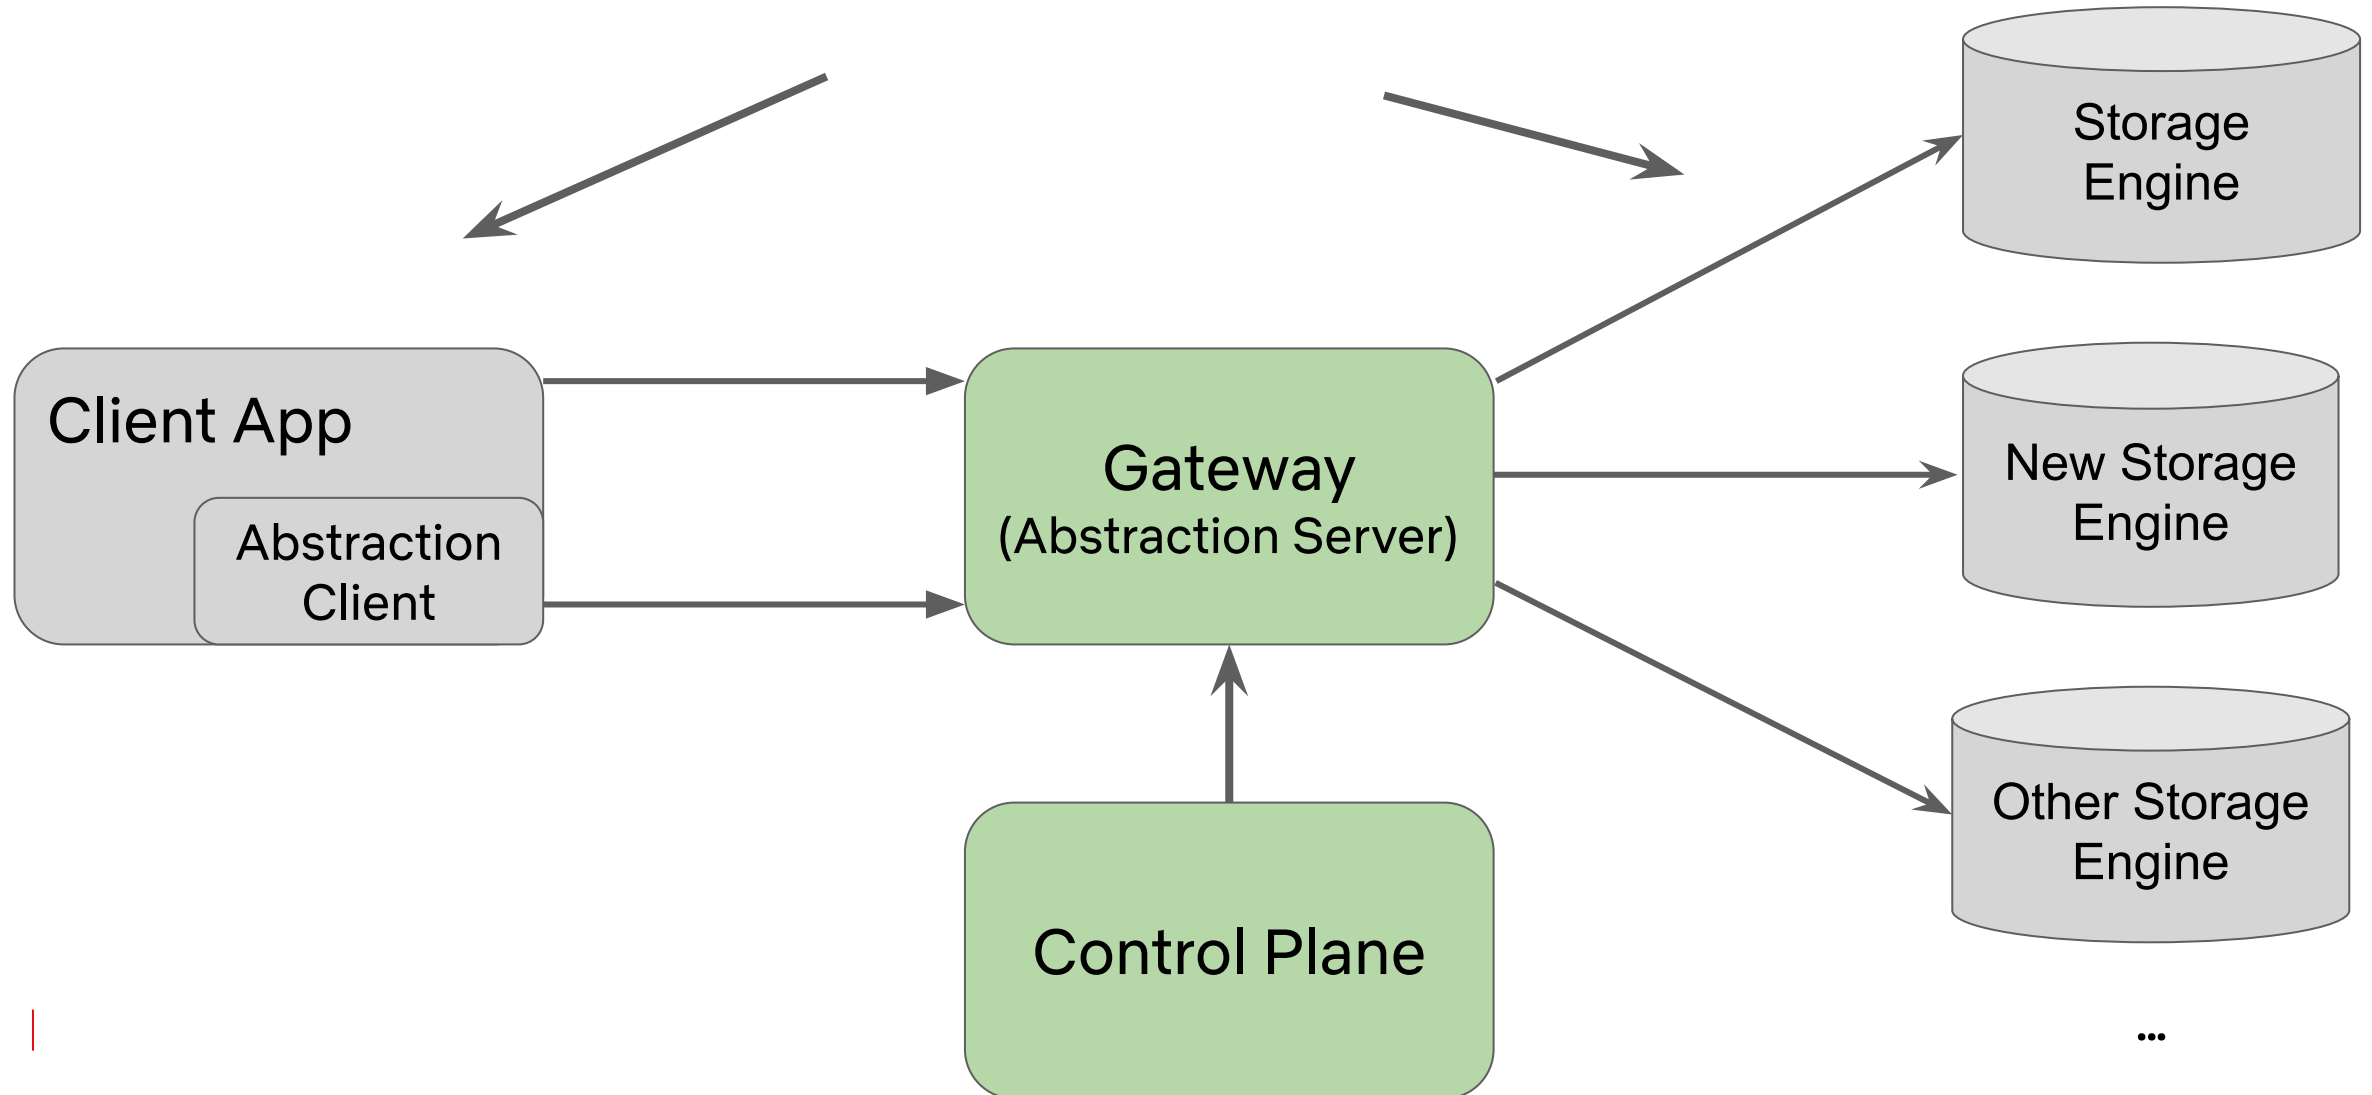 Storage
Engine
Client App
Abstraction
Client
Gateway
(Abstraction Server)
New Storage
Engine
Other Storage
Engine
Control Plane
...